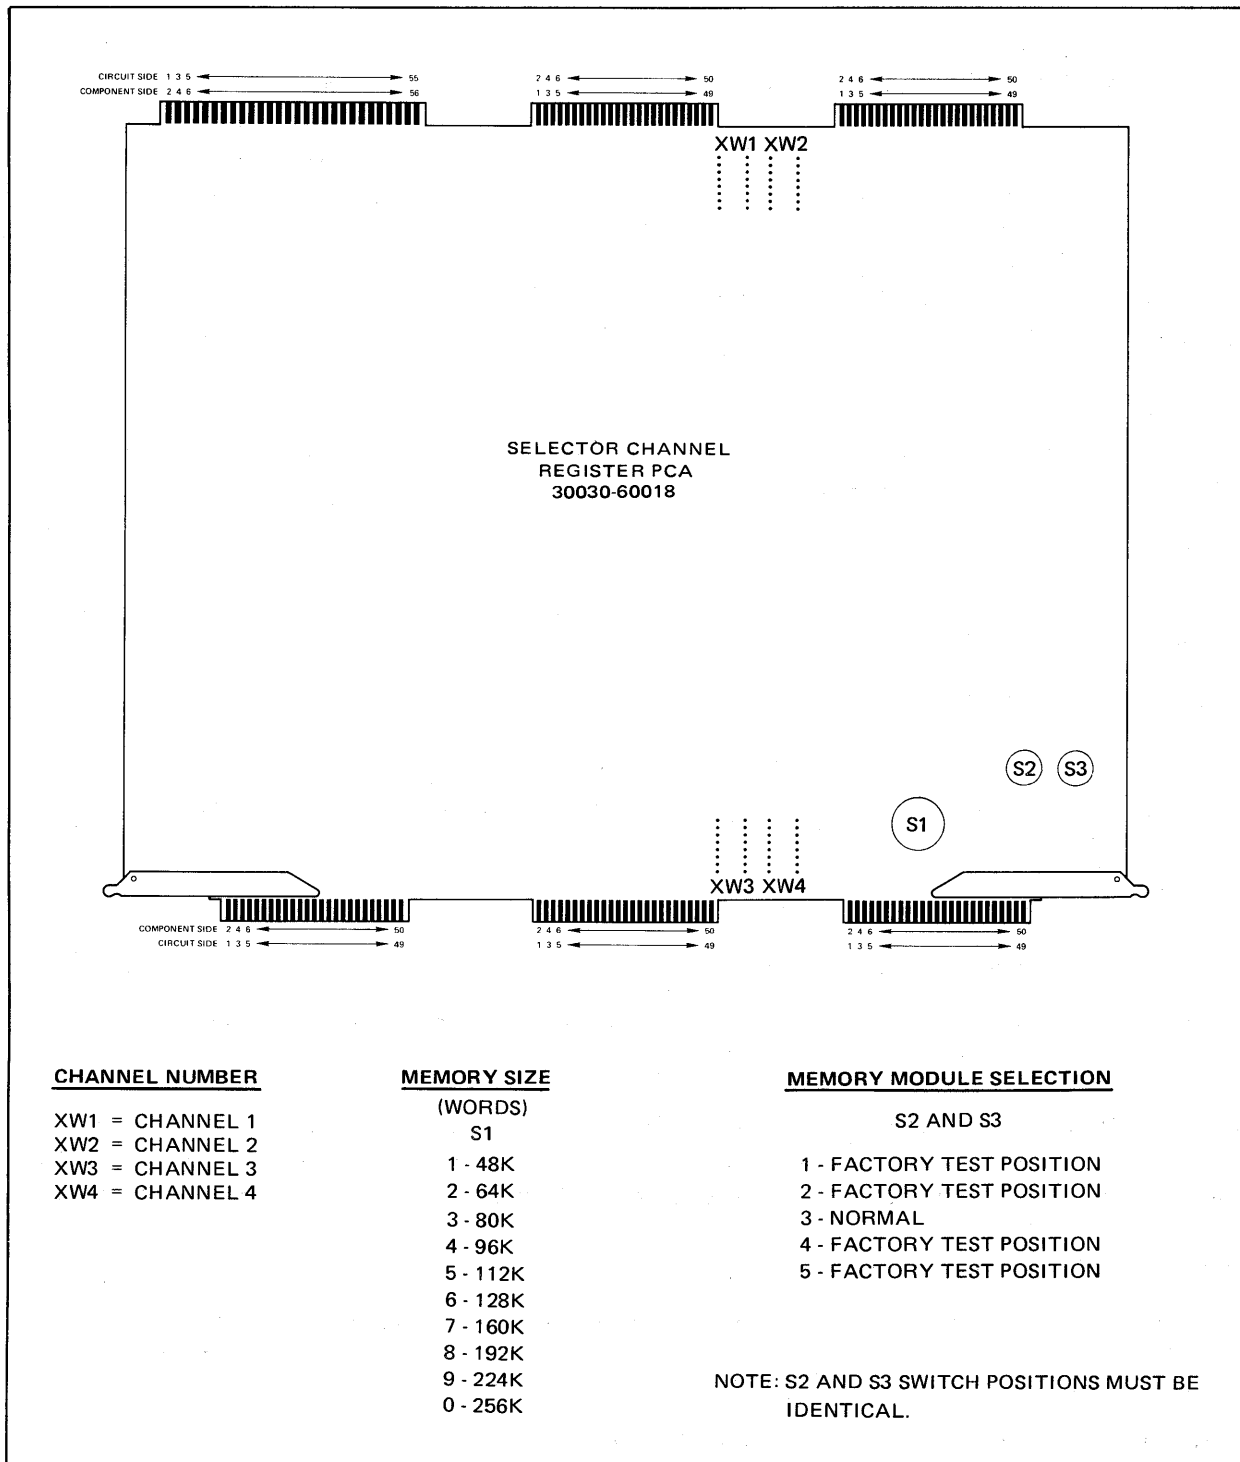 CIRCUIT SIDE 1 3 5 55
COMPONENT SIDE 2 4 6 56
2 4 6 50
1 3 5 49
2 4 6 50
1 3 5 49
XW1 XW2
SELECTOR CHANNEL
REGISTER PCA
30030-60018
S2 S3
S1
XW3 XW4
COMPONENT SIDE 2 4 6 50
CIRCUIT SIDE 1 3 5 49
2 4 6 50
1 3 5 49
2 4 6 50
1 3 5 49
CHANNEL NUMBER
XW1 = CHANNEL 1
XW2 = CHANNEL 2
XW3 = CHANNEL 3
XW4 = CHANNEL 4
MEMORY SIZE
(WORDS)
S1
1 - 48K
2 - 64K
3 - 80K
4 - 96K
5 - 112K
6 - 128K
7 - 160K
8 - 192K
9 - 224K
0 - 256K
MEMORY MODULE SELECTION
S2 AND S3
1 - FACTORY TEST POSITION
2 - FACTORY TEST POSITION
3 - NORMAL
4 - FACTORY TEST POSITION
5 - FACTORY TEST POSITION
NOTE: S2 AND S3 SWITCH POSITIONS MUST BE
IDENTICAL.